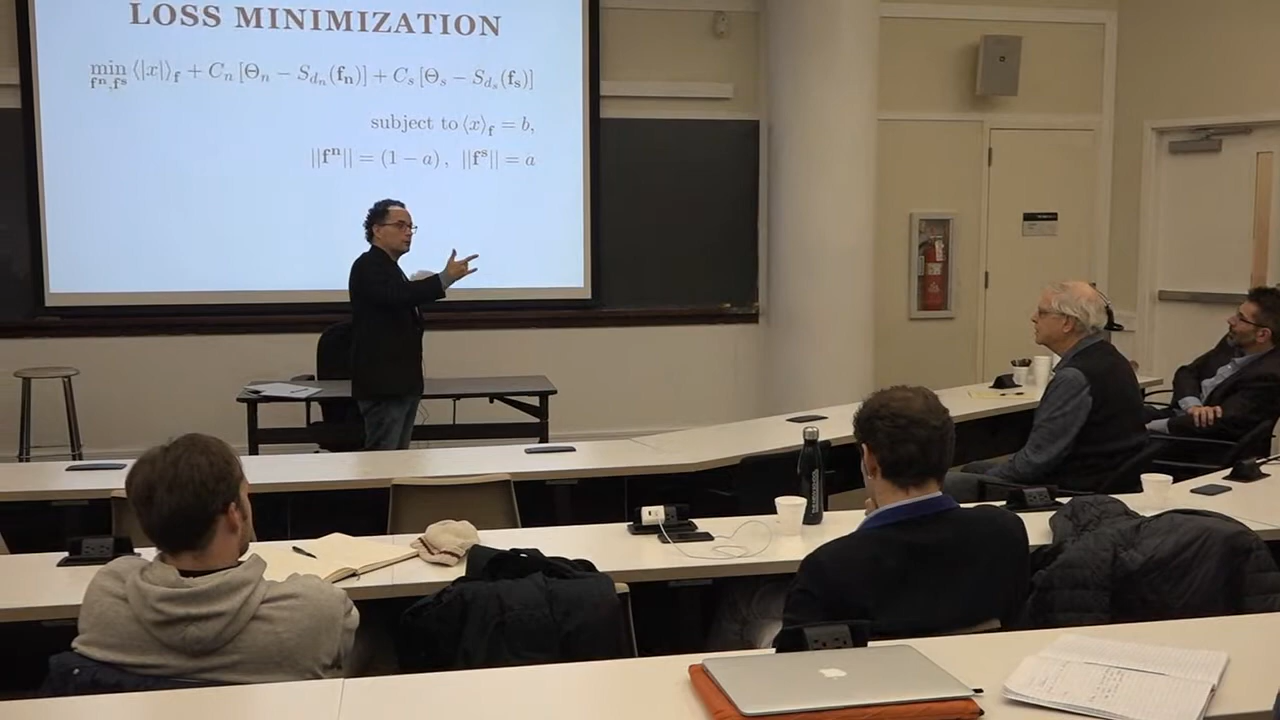 LOSS MINIMIZATION
min_{f^n,f^s} ⟨|x|⟩_f + C_n [Θ_n − S_{d_n}(f_n)] + C_s [Θ_s − S_{d_s}(f_s)]
subject to ⟨x⟩_f = b,
||f^n|| = (1 − a), ||f^s|| = a